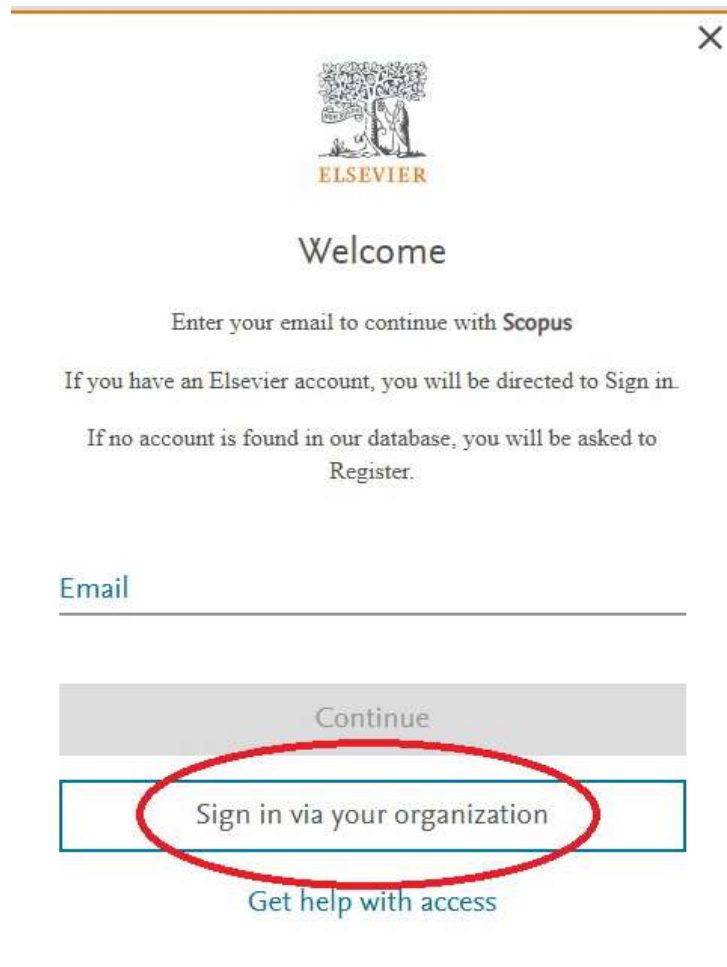 ELSEVIER
Welcome
Enter your email to continue with Scopus
If you have an Elsevier account, you will be directed to Sign in.
If no account is found in our database, you will be asked to
Register.
Email
Continue
Sign in via your organization
Get help with access